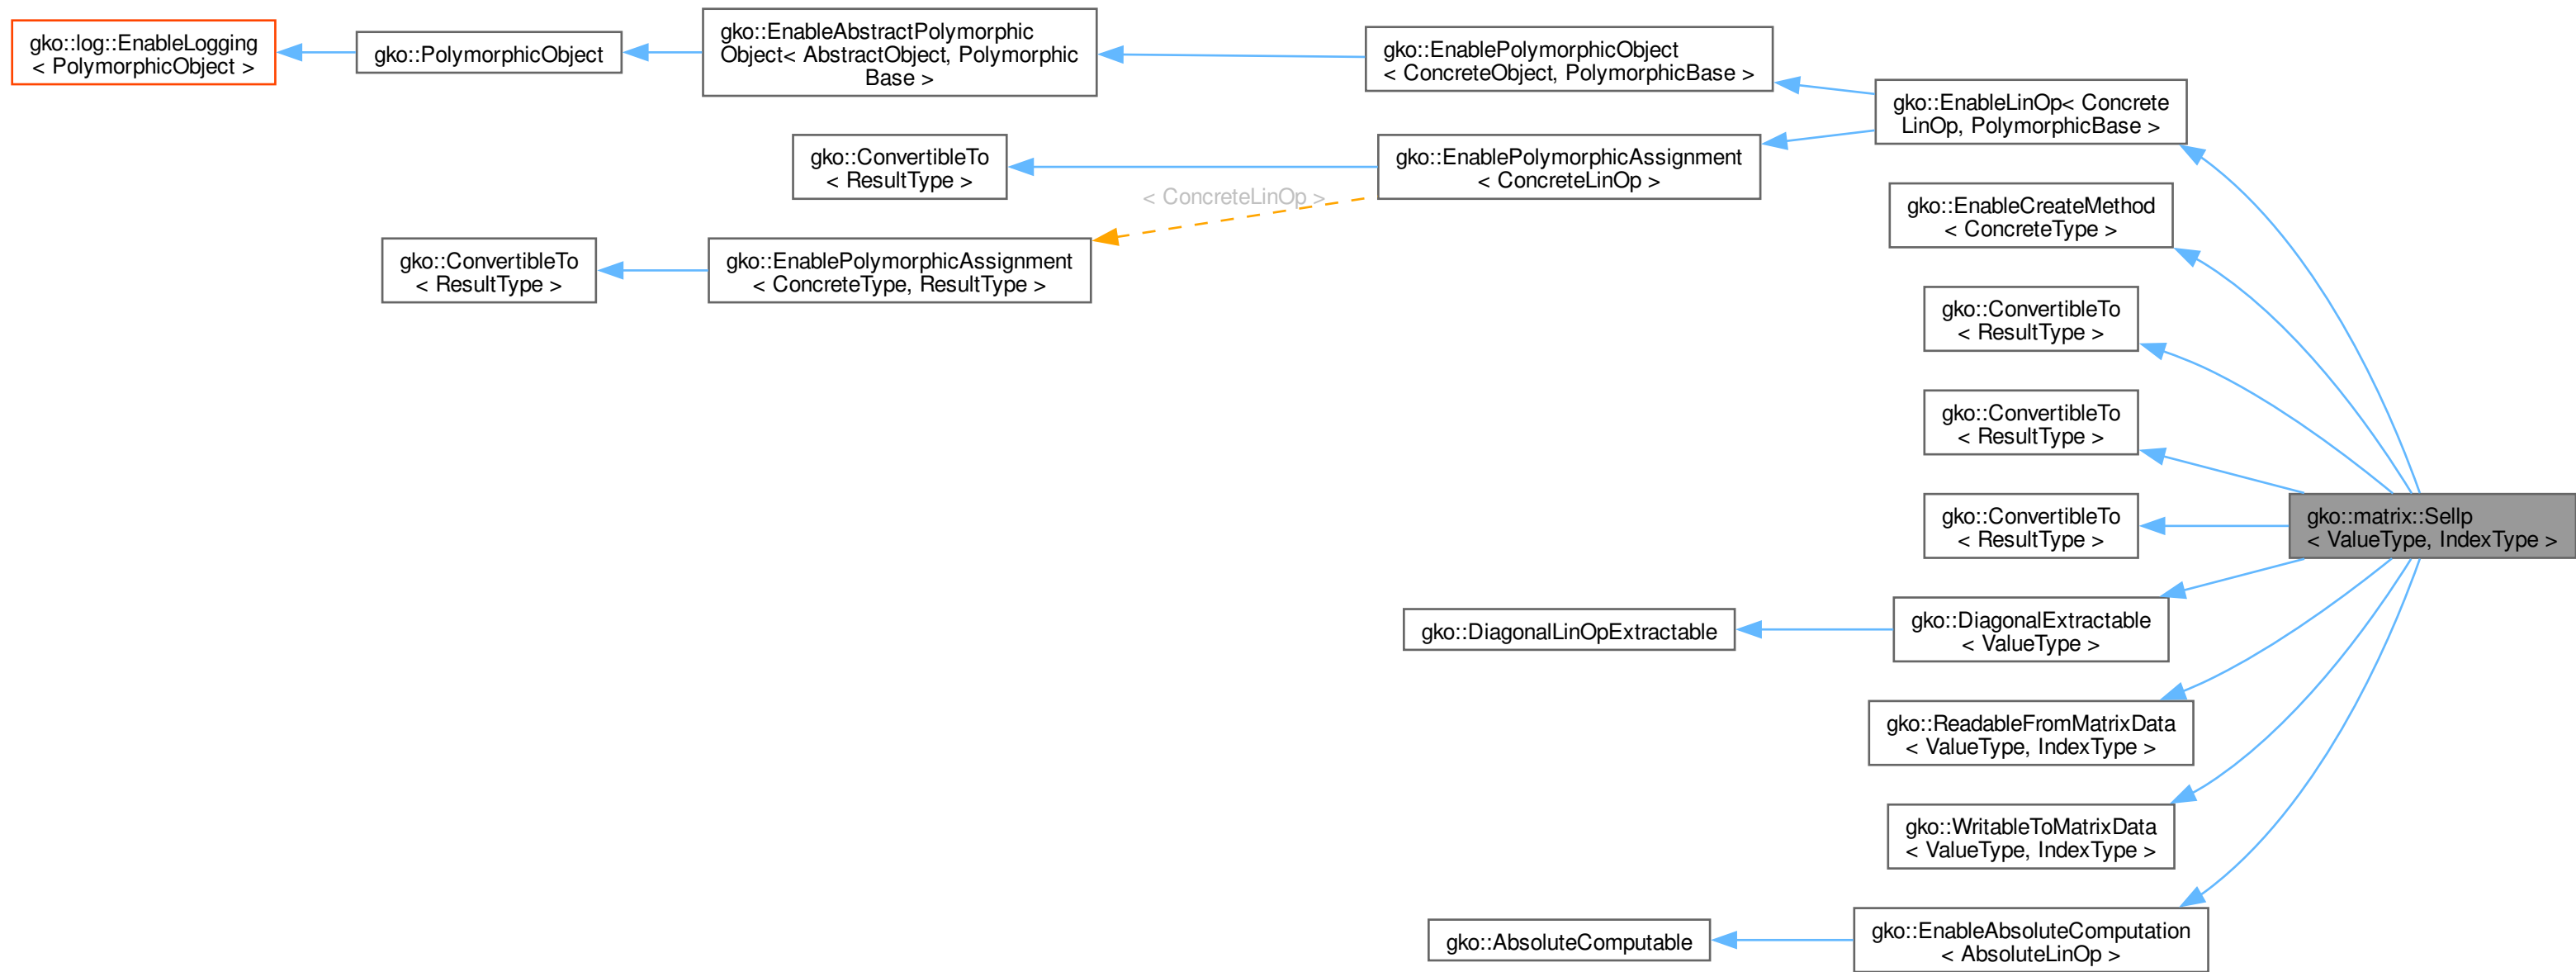 gko::log::EnableLogging
< PolymorphicObject >
gko::PolymorphicObject
gko::EnableAbstractPolymorphic
Object< AbstractObject, Polymorphic
Base >
gko::EnablePolymorphicObject
< ConcreteObject, PolymorphicBase >
gko::EnableLinOp< Concrete
LinOp, PolymorphicBase >
gko::ConvertibleTo
< ResultType >
gko::EnablePolymorphicAssignment
< ConcreteLinOp >
< ConcreteLinOp >
gko::ConvertibleTo
< ResultType >
gko::EnablePolymorphicAssignment
< ConcreteType, ResultType >
gko::EnableCreateMethod
< ConcreteType >
gko::ConvertibleTo
< ResultType >
gko::ConvertibleTo
< ResultType >
gko::ConvertibleTo
< ResultType >
gko::matrix::Sellp
< ValueType, IndexType >
gko::DiagonalLinOpExtractable
gko::DiagonalExtractable
< ValueType >
gko::ReadableFromMatrixData
< ValueType, IndexType >
gko::WritableToMatrixData
< ValueType, IndexType >
gko::AbsoluteComputable
gko::EnableAbsoluteComputation
< AbsoluteLinOp >